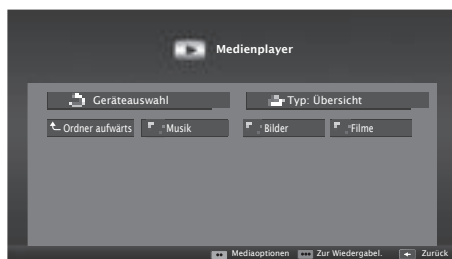 Medienplayer
Geräteauswahl Typ: Übersicht
Ordner aufwärts Musik Bilder Filme
Mediaoptionen Zur Wiedergabel. Zurück